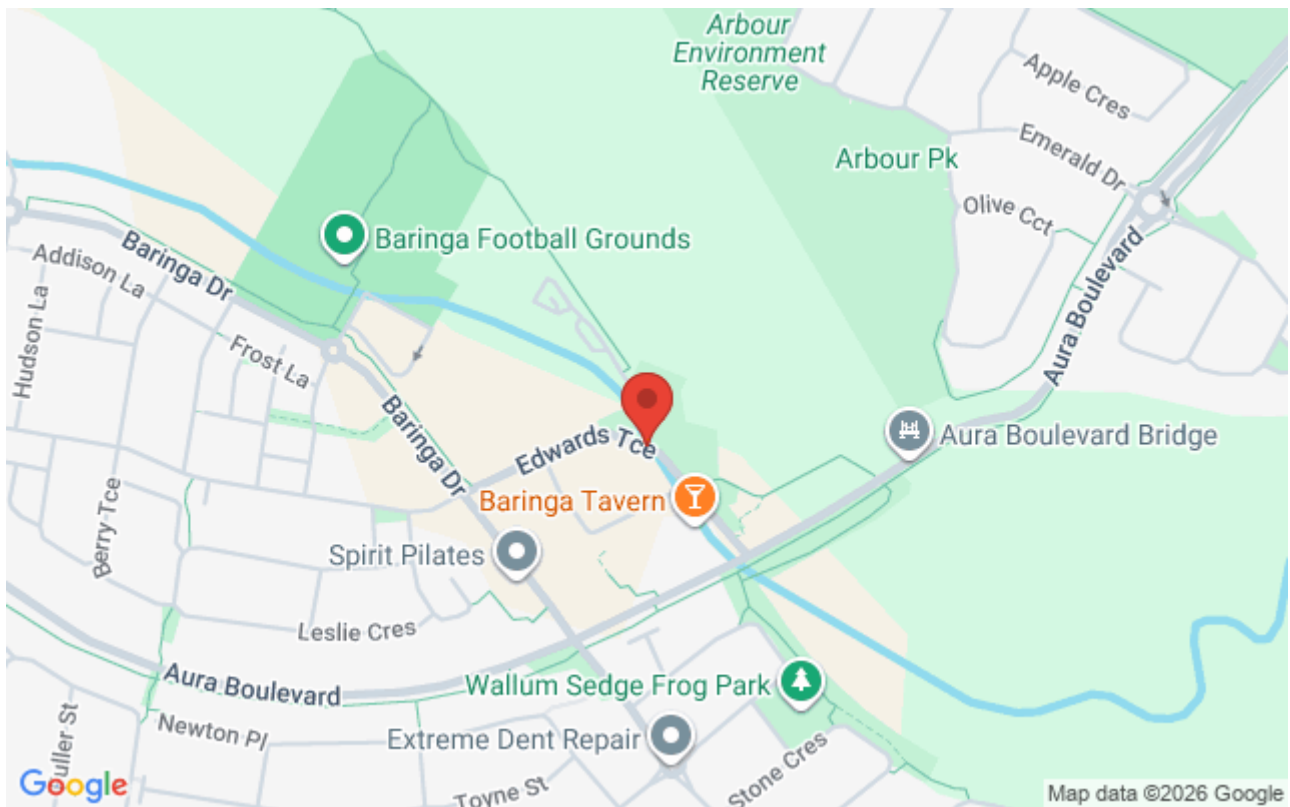 Arbour
Environment
Reserve
Apple Cres
Emerald Dr
Arbour Pk
Olive Cct
Baringa Football Grounds
Baringa Dr
Addison La
Aura Boulevard
Hudson La
Frost La
Baringa Dr
Edwards Tce
Aura Boulevard Bridge
Baringa Tavern
Berry Tce
Spirit Pilates
Leslie Cres
Aura Boulevard
Wallum Sedge Frog Park
Newton Pl
uller St
Extreme Dent Repair
Stone Cres
Toyne St
Google
Map data ©2026 Google